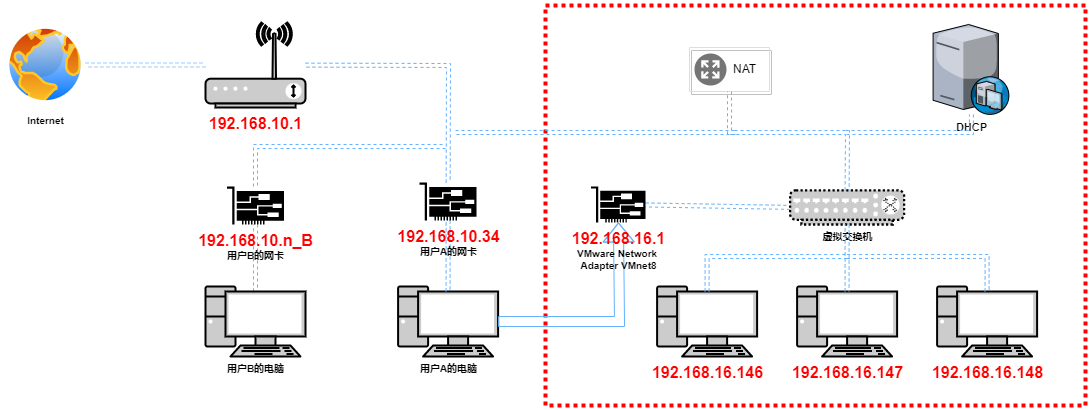 Internet
192.168.10.1
NAT
DHCP
192.168.10.n_B
用户B的网卡
192.168.10.34
用户A的网卡
192.168.16.1
VMware Network
Adapter VMnet8
虚拟交换机
用户B的电脑
用户A的电脑
192.168.16.146
192.168.16.147
192.168.16.148